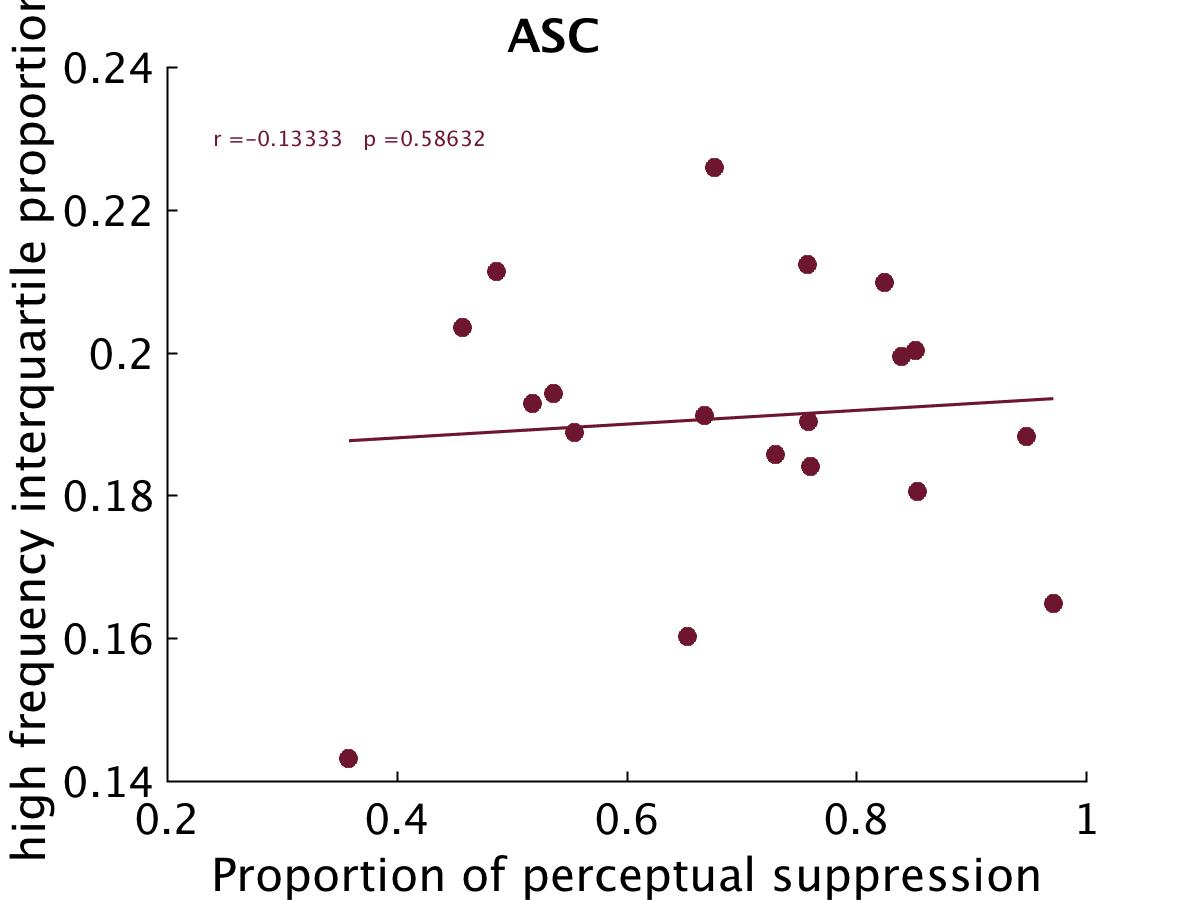 ASC
high frequency interquartile proportion
0.24
0.22
0.2
0.18
0.16
0.14
r =-0.13333 p =0.58632
0.2 0.4 0.6 0.8 1
Proportion of perceptual suppression